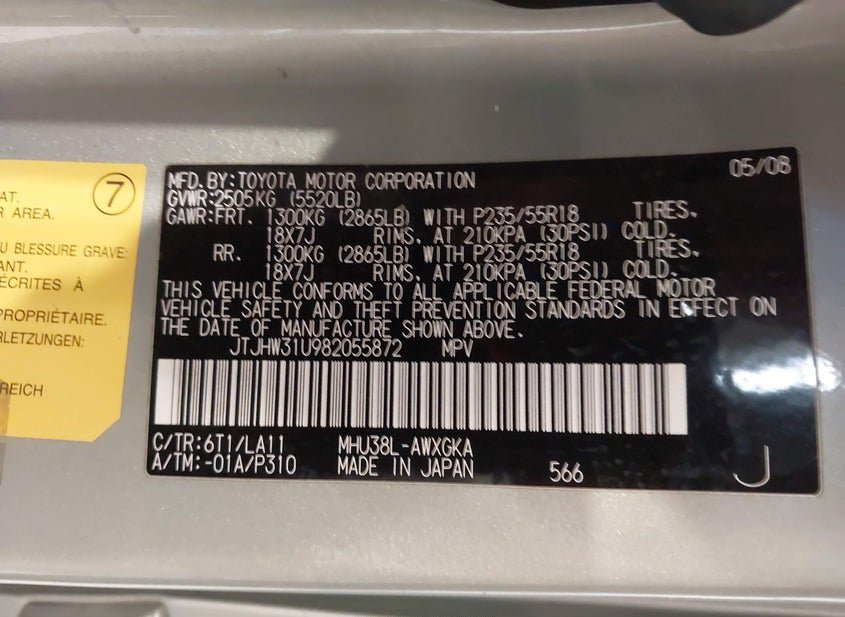 7
AT.
R AREA.
U BLESSURE GRAVE
ANT.
ÉCRITES À
PROPRIÉTAIRE.
RLETZUNGEN:
REICH
05/08
MFD. BY:TOYOTA MOTOR CORPORATION
GVWR:2505KG (5520LB)
GAWR:FRT. 1300KG (2865LB) WITH P235/55R18 TIRES,
18X7J RIMS, AT 210KPA (30PSI) COLD.
RR. 1300KG (2865LB) WITH P235/55R18 TIRES,
18X7J RIMS, AT 210KPA (30PSI) COLD.
THIS VEHICLE CONFORMS TO ALL APPLICABLE FEDERAL MOTOR
VEHICLE SAFETY AND THEFT PREVENTION STANDARDS IN EFFECT ON
THE DATE OF MANUFACTURE SHOWN ABOVE.
JTJHW31U982055872 MPV
C/TR:6T1/LA11 MHU38L-AWXGKA
A/TM:-01A/P310 MADE IN JAPAN 566 J